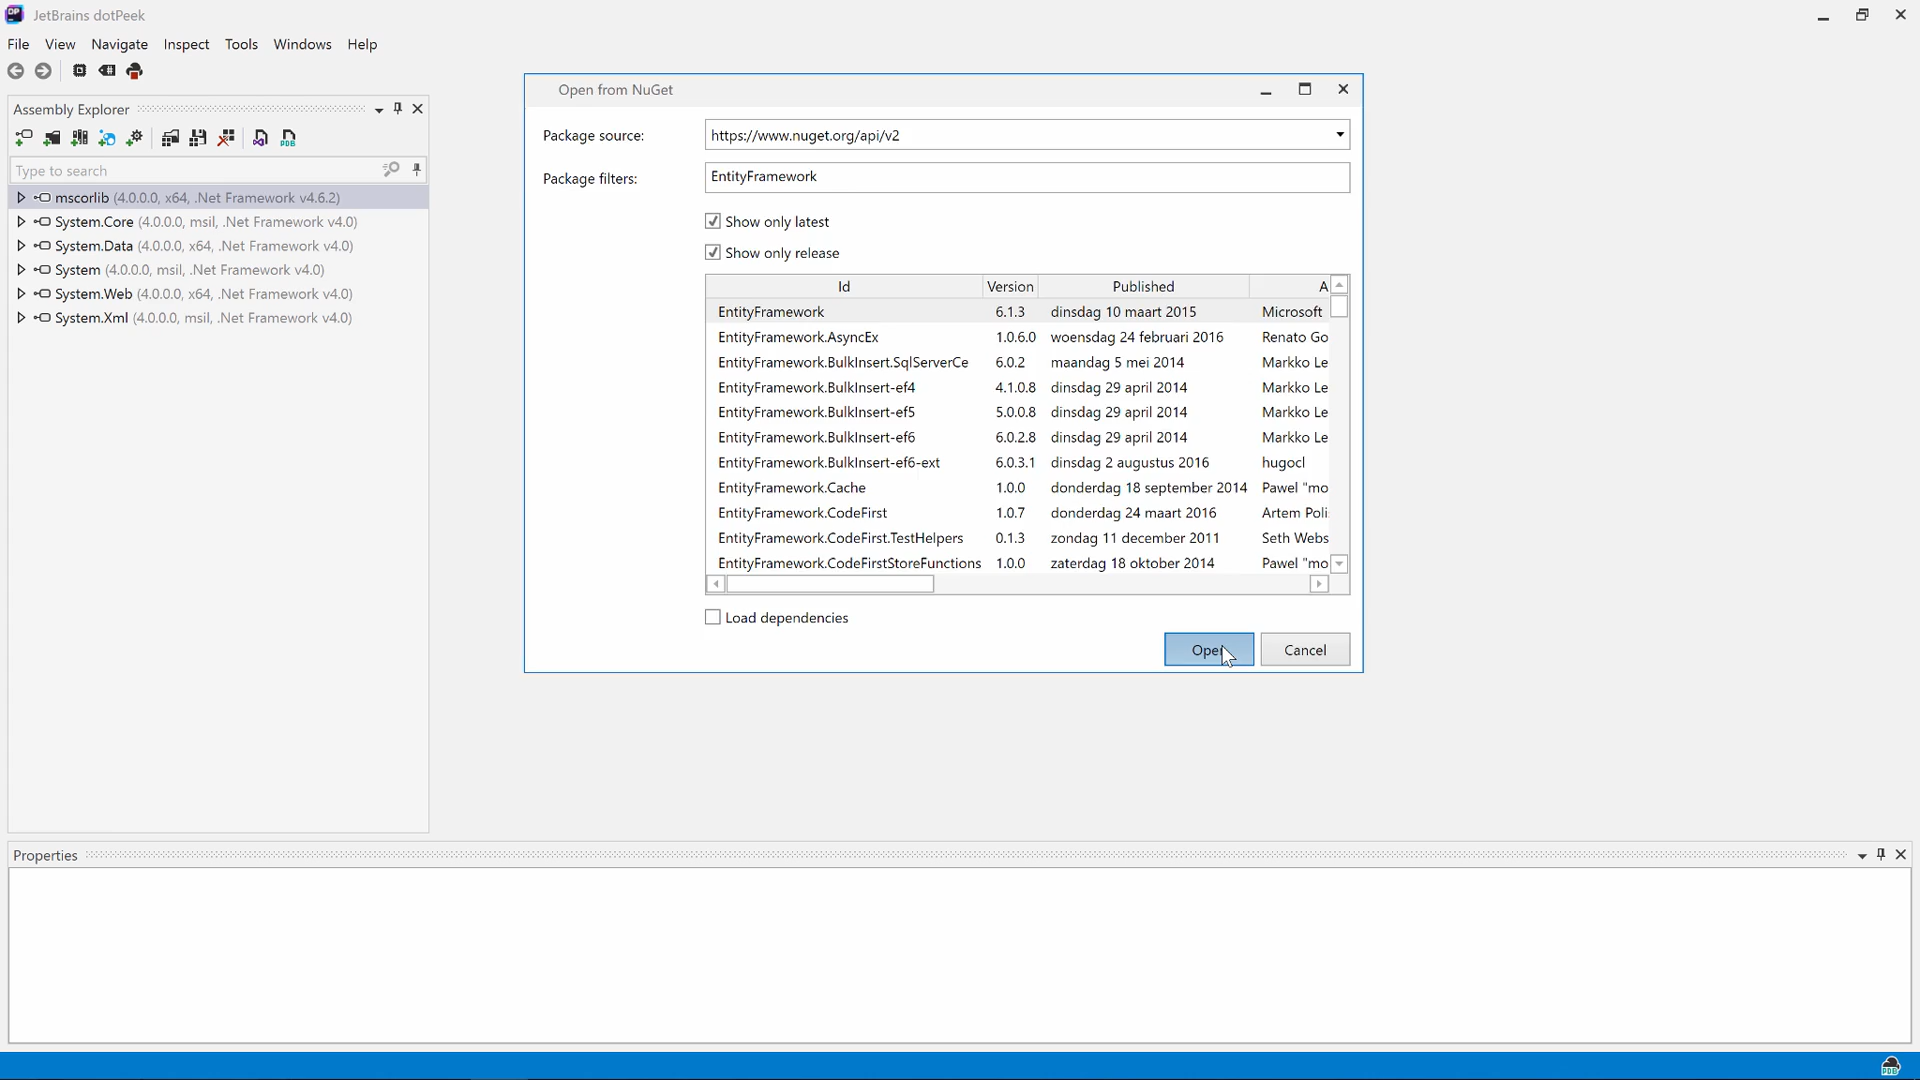 JetBrains dotPeek
File View Navigate Inspect Tools Windows Help
Assembly Explorer
Type to search
mscorlib (4.0.0.0, x64, .Net Framework v4.6.2)
System.Core (4.0.0.0, msil, .Net Framework v4.0)
System.Data (4.0.0.0, x64, .Net Framework v4.0)
System (4.0.0.0, msil, .Net Framework v4.0)
System.Web (4.0.0.0, x64, .Net Framework v4.0)
System.Xml (4.0.0.0, msil, .Net Framework v4.0)
Open from NuGet
Package source: https://www.nuget.org/api/v2
Package filters: EntityFramework
Show only latest
Show only release
Id Version Published A
EntityFramework 6.1.3 dinsdag 10 maart 2015 Microsoft
EntityFramework.AsyncEx 1.0.6.0 woensdag 24 februari 2016 Renato Go
EntityFramework.BulkInsert.SqlServerCe 6.0.2 maandag 5 mei 2014 Markko Le
EntityFramework.BulkInsert-ef4 4.1.0.8 dinsdag 29 april 2014 Markko Le
EntityFramework.BulkInsert-ef5 5.0.0.8 dinsdag 29 april 2014 Markko Le
EntityFramework.BulkInsert-ef6 6.0.2.8 dinsdag 29 april 2014 Markko Le
EntityFramework.BulkInsert-ef6-ext 6.0.3.1 dinsdag 2 augustus 2016 hugocl
EntityFramework.Cache 1.0.0 donderdag 18 september 2014 Pawel "mo
EntityFramework.CodeFirst 1.0.7 donderdag 24 maart 2016 Artem Poli
EntityFramework.CodeFirst.TestHelpers 0.1.3 zondag 11 december 2011 Seth Webs
EntityFramework.CodeFirstStoreFunctions 1.0.0 zaterdag 18 oktober 2014 Pawel "mo
Load dependencies
Open Cancel
Properties